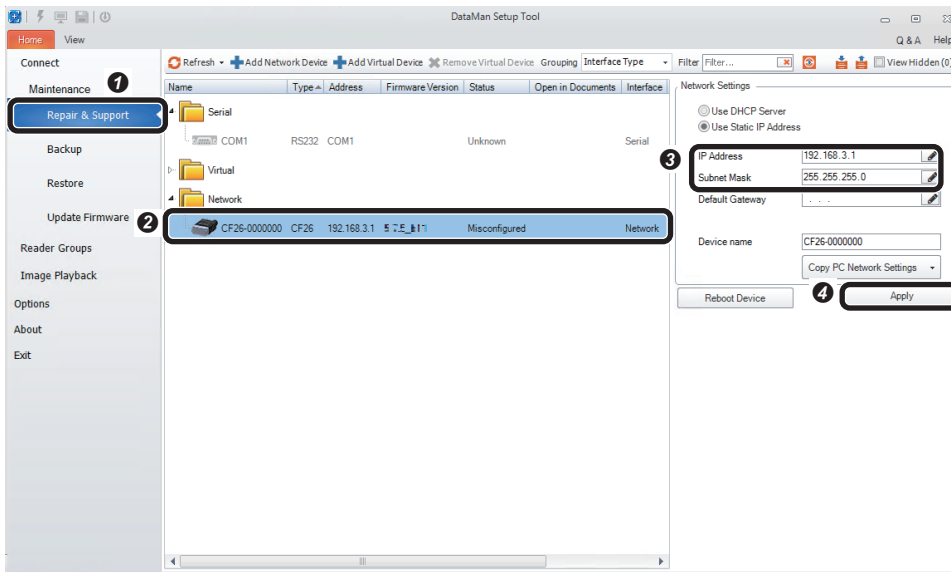 DataMan Setup Tool
Home View Q & A Help
Connect
Maintenance
1
Repair & Support
Backup
Restore
Update Firmware
Reader Groups
Image Playback
Options
About
Exit
Refresh Add Network Device Add Virtual Device Remove Virtual Device Grouping Interface Type Filter Filter... View Hidden (0)
Name Type Address Firmware Version Status Open in Documents Interface
Serial
COM1 RS232 COM1 Unknown Serial
Virtual
Network
2
CF26-0000000 CF26 192.168.3.1 Misconfigured Network
Network Settings
Use DHCP Server
Use Static IP Address
3
IP Address 192.168.3.1
Subnet Mask 255.255.255.0
Default Gateway . . .
Device name CF26-0000000
Copy PC Network Settings
Reboot Device
4
Apply